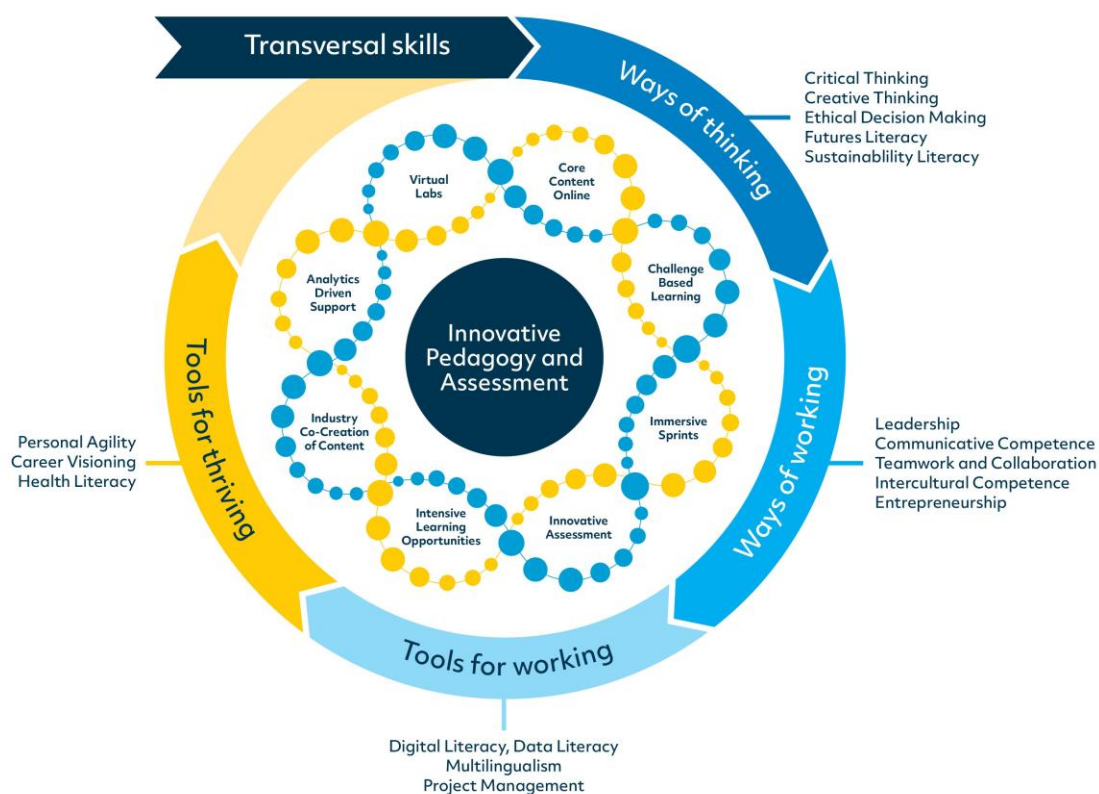 Transversal skills
Ways of thinking
Critical Thinking
Creative Thinking
Ethical Decision Making
Futures Literacy
Sustainablility Literacy
Ways of working
Leadership
Communicative Competence
Teamwork and Collaboration
Intercultural Competence
Entrepreneurship
Tools for working
Digital Literacy, Data Literacy
Multilingualism
Project Management
Tools for thriving
Personal Agility
Career Visioning
Health Literacy
Innovative
Pedagogy and
Assessment
Core
Content
Online
Challenge
Based
Learning
Immersive
Sprints
Innovative
Assessment
Intensive
Learning
Opportunities
Industry
Co-Creation
of Content
Analytics
Driven
Support
Virtual
Labs